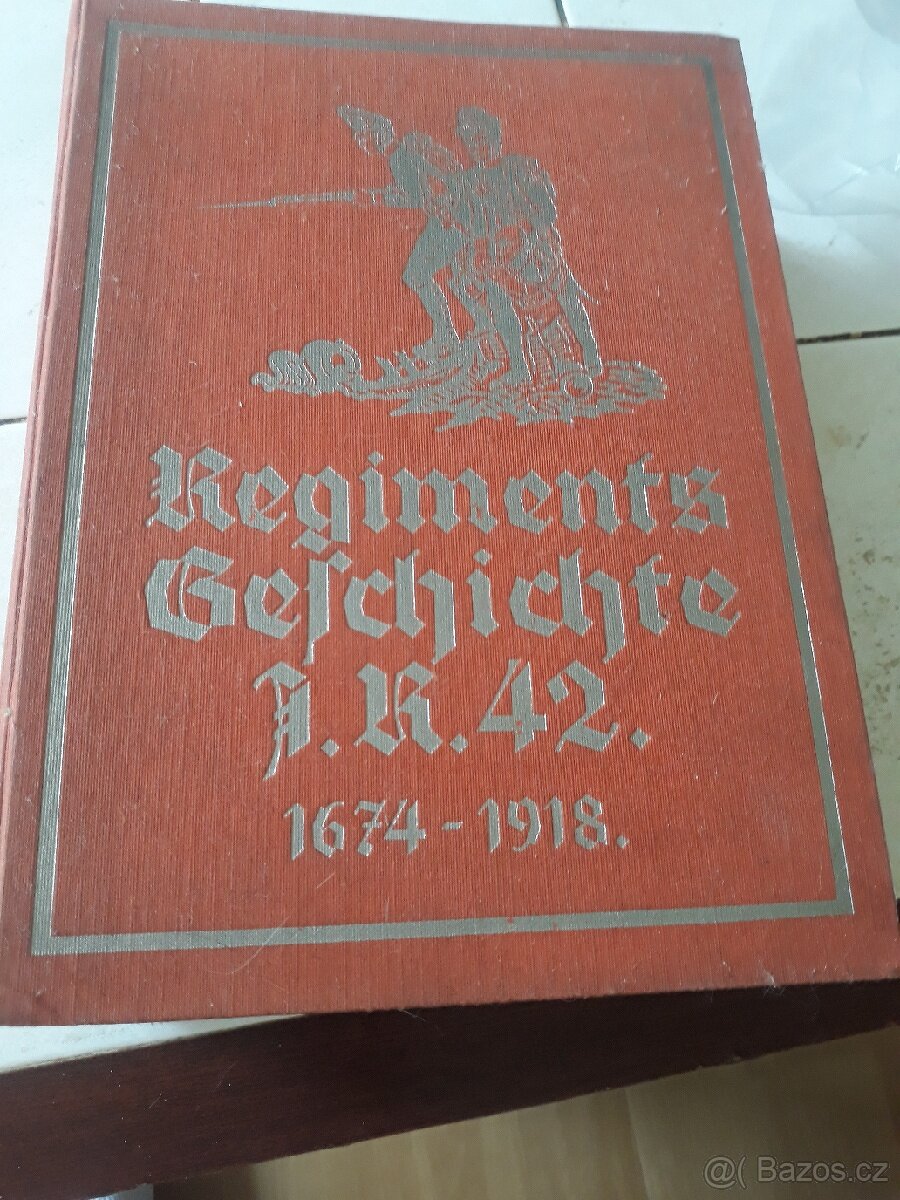 Regiments
Geſchichte
J.R.42.
1674-1918.
@( Bazos.cz